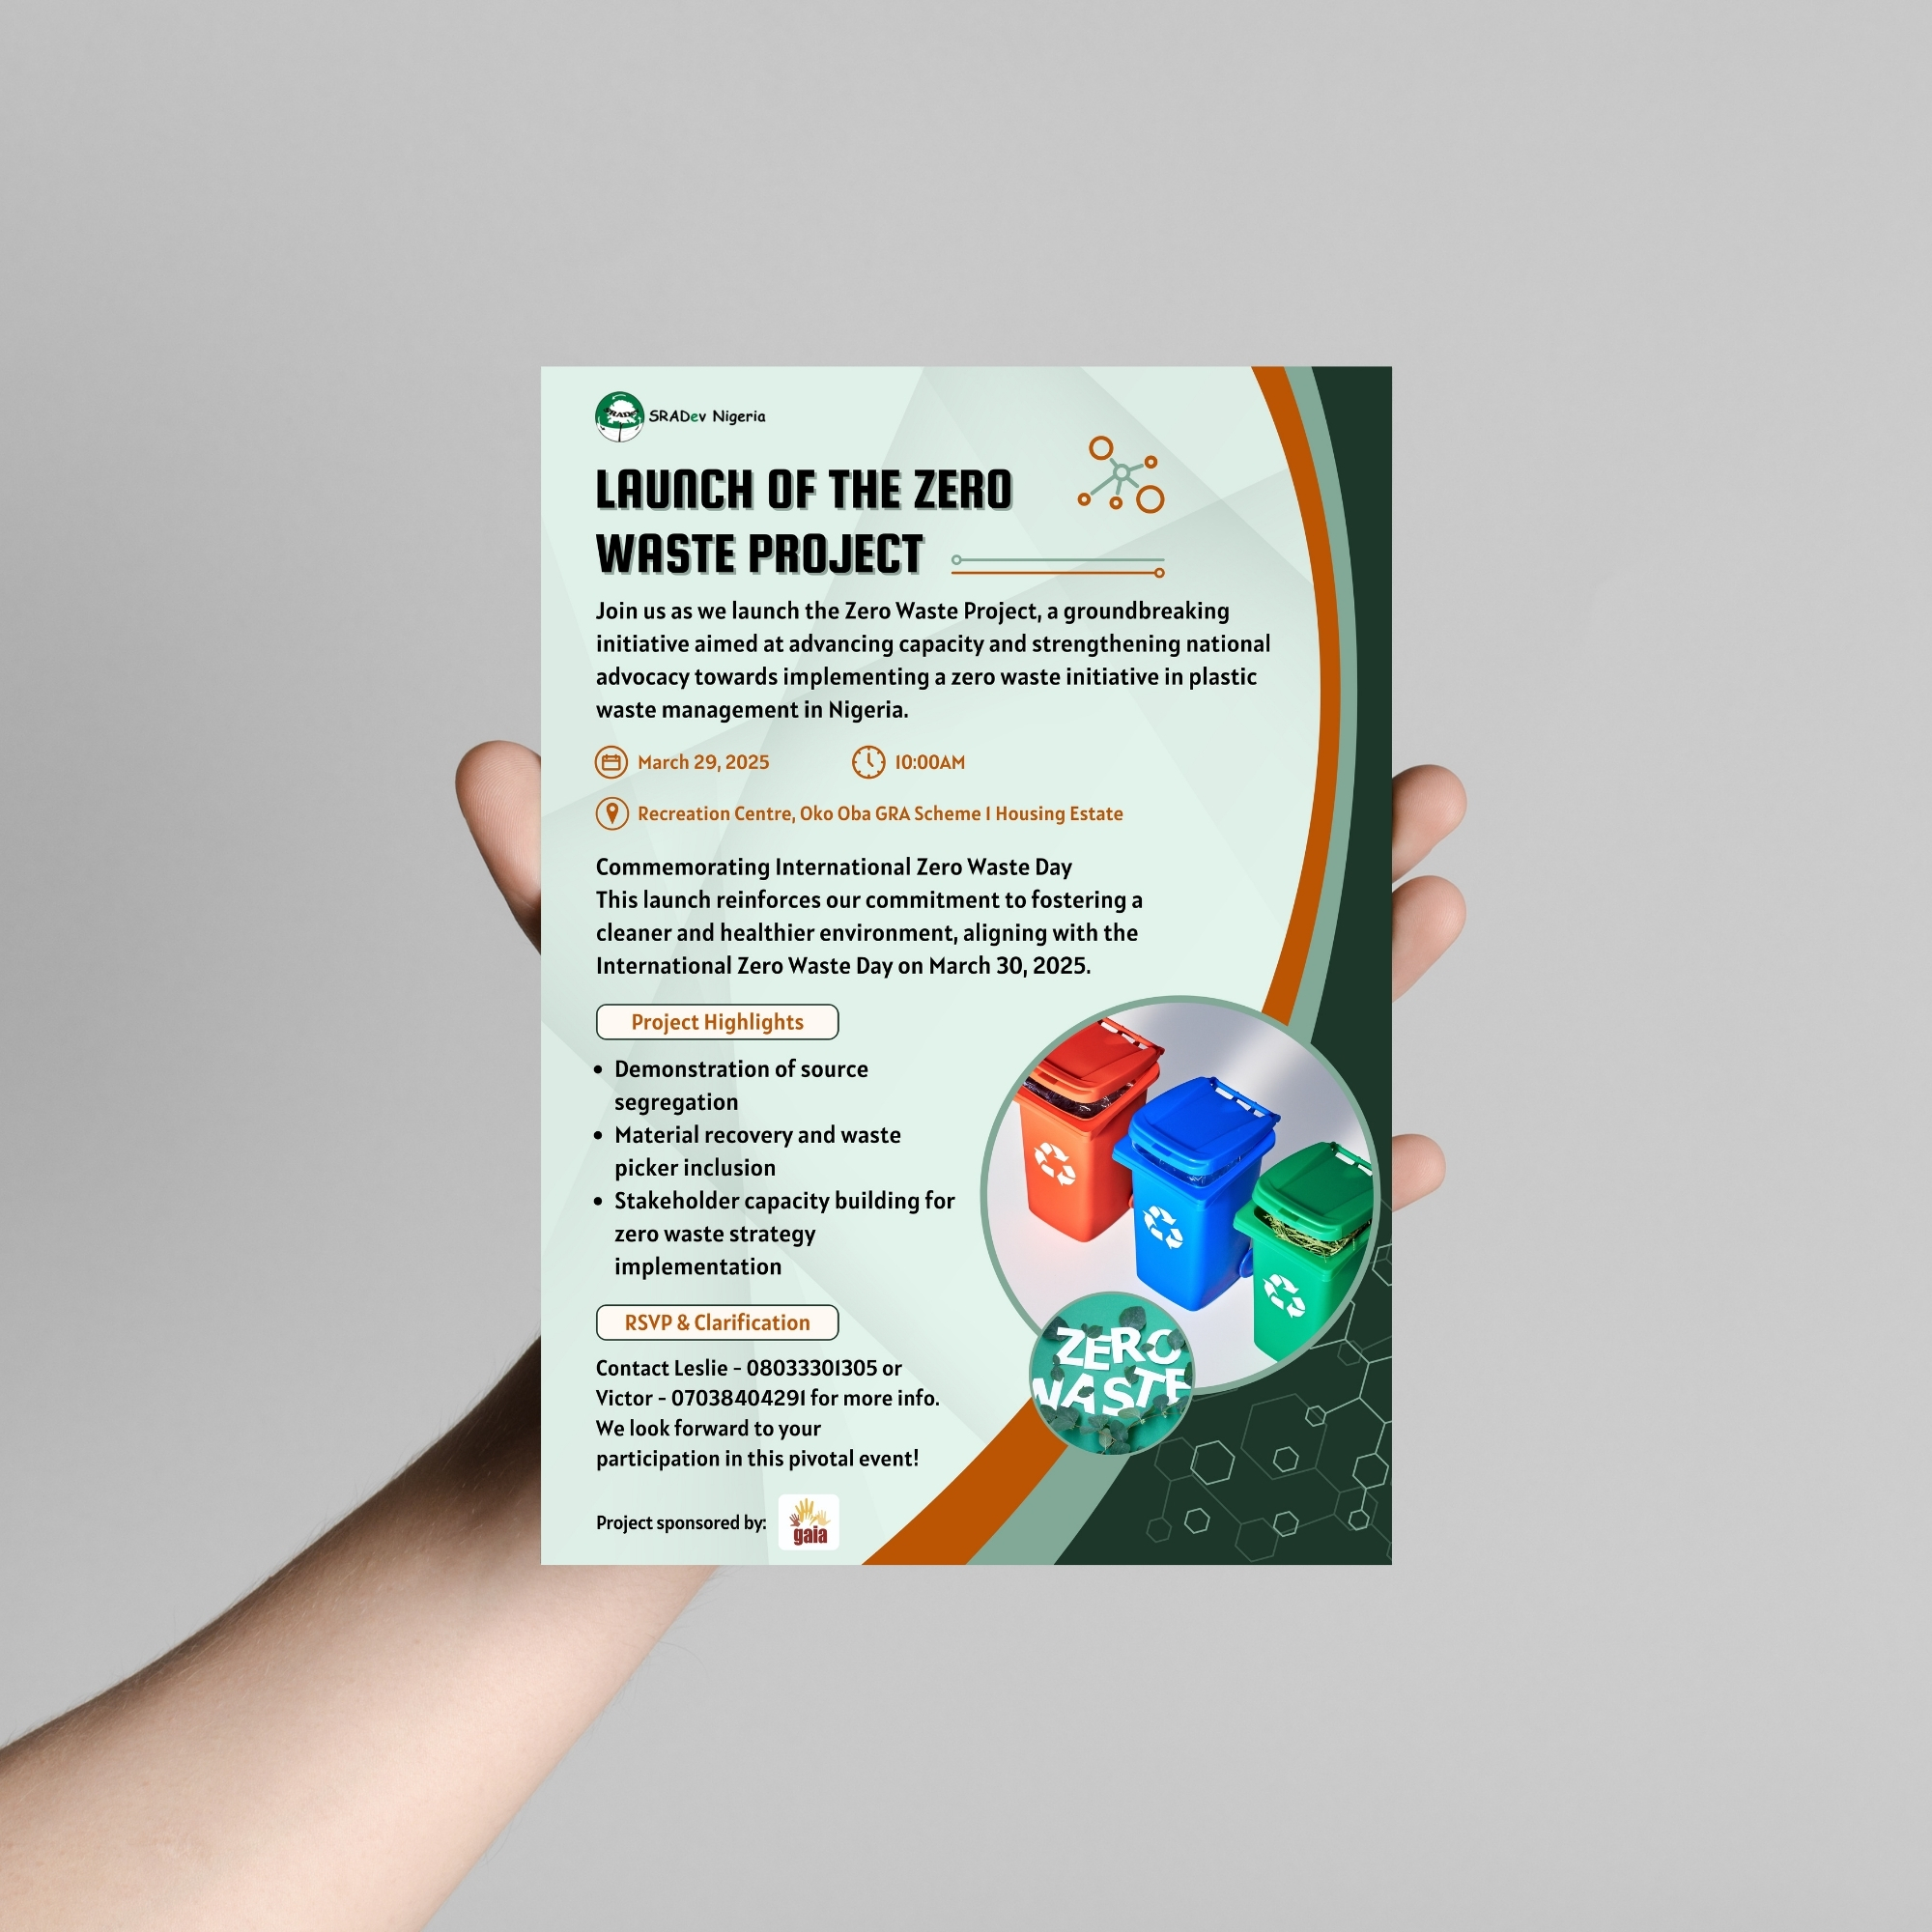 SRADev Nigeria
LAUNCH OF THE ZERO
WASTE PROJECT
Join us as we launch the Zero Waste Project, a groundbreaking
initiative aimed at advancing capacity and strengthening national
advocacy towards implementing a zero waste initiative in plastic
waste management in Nigeria.
March 29, 2025
10:00AM
Recreation Centre, Oko Oba GRA Scheme 1 Housing Estate
Commemorating International Zero Waste Day
This launch reinforces our commitment to fostering a
cleaner and healthier environment, aligning with the
International Zero Waste Day on March 30, 2025.
Project Highlights
• Demonstration of source
segregation
• Material recovery and waste
picker inclusion
• Stakeholder capacity building for
zero waste strategy
implementation
RSVP & Clarification
Contact Leslie - 08033301305 or
Victor - 07038404291 for more info.
We look forward to your
participation in this pivotal event!
Project sponsored by:
gaia
ZERO
WASTE